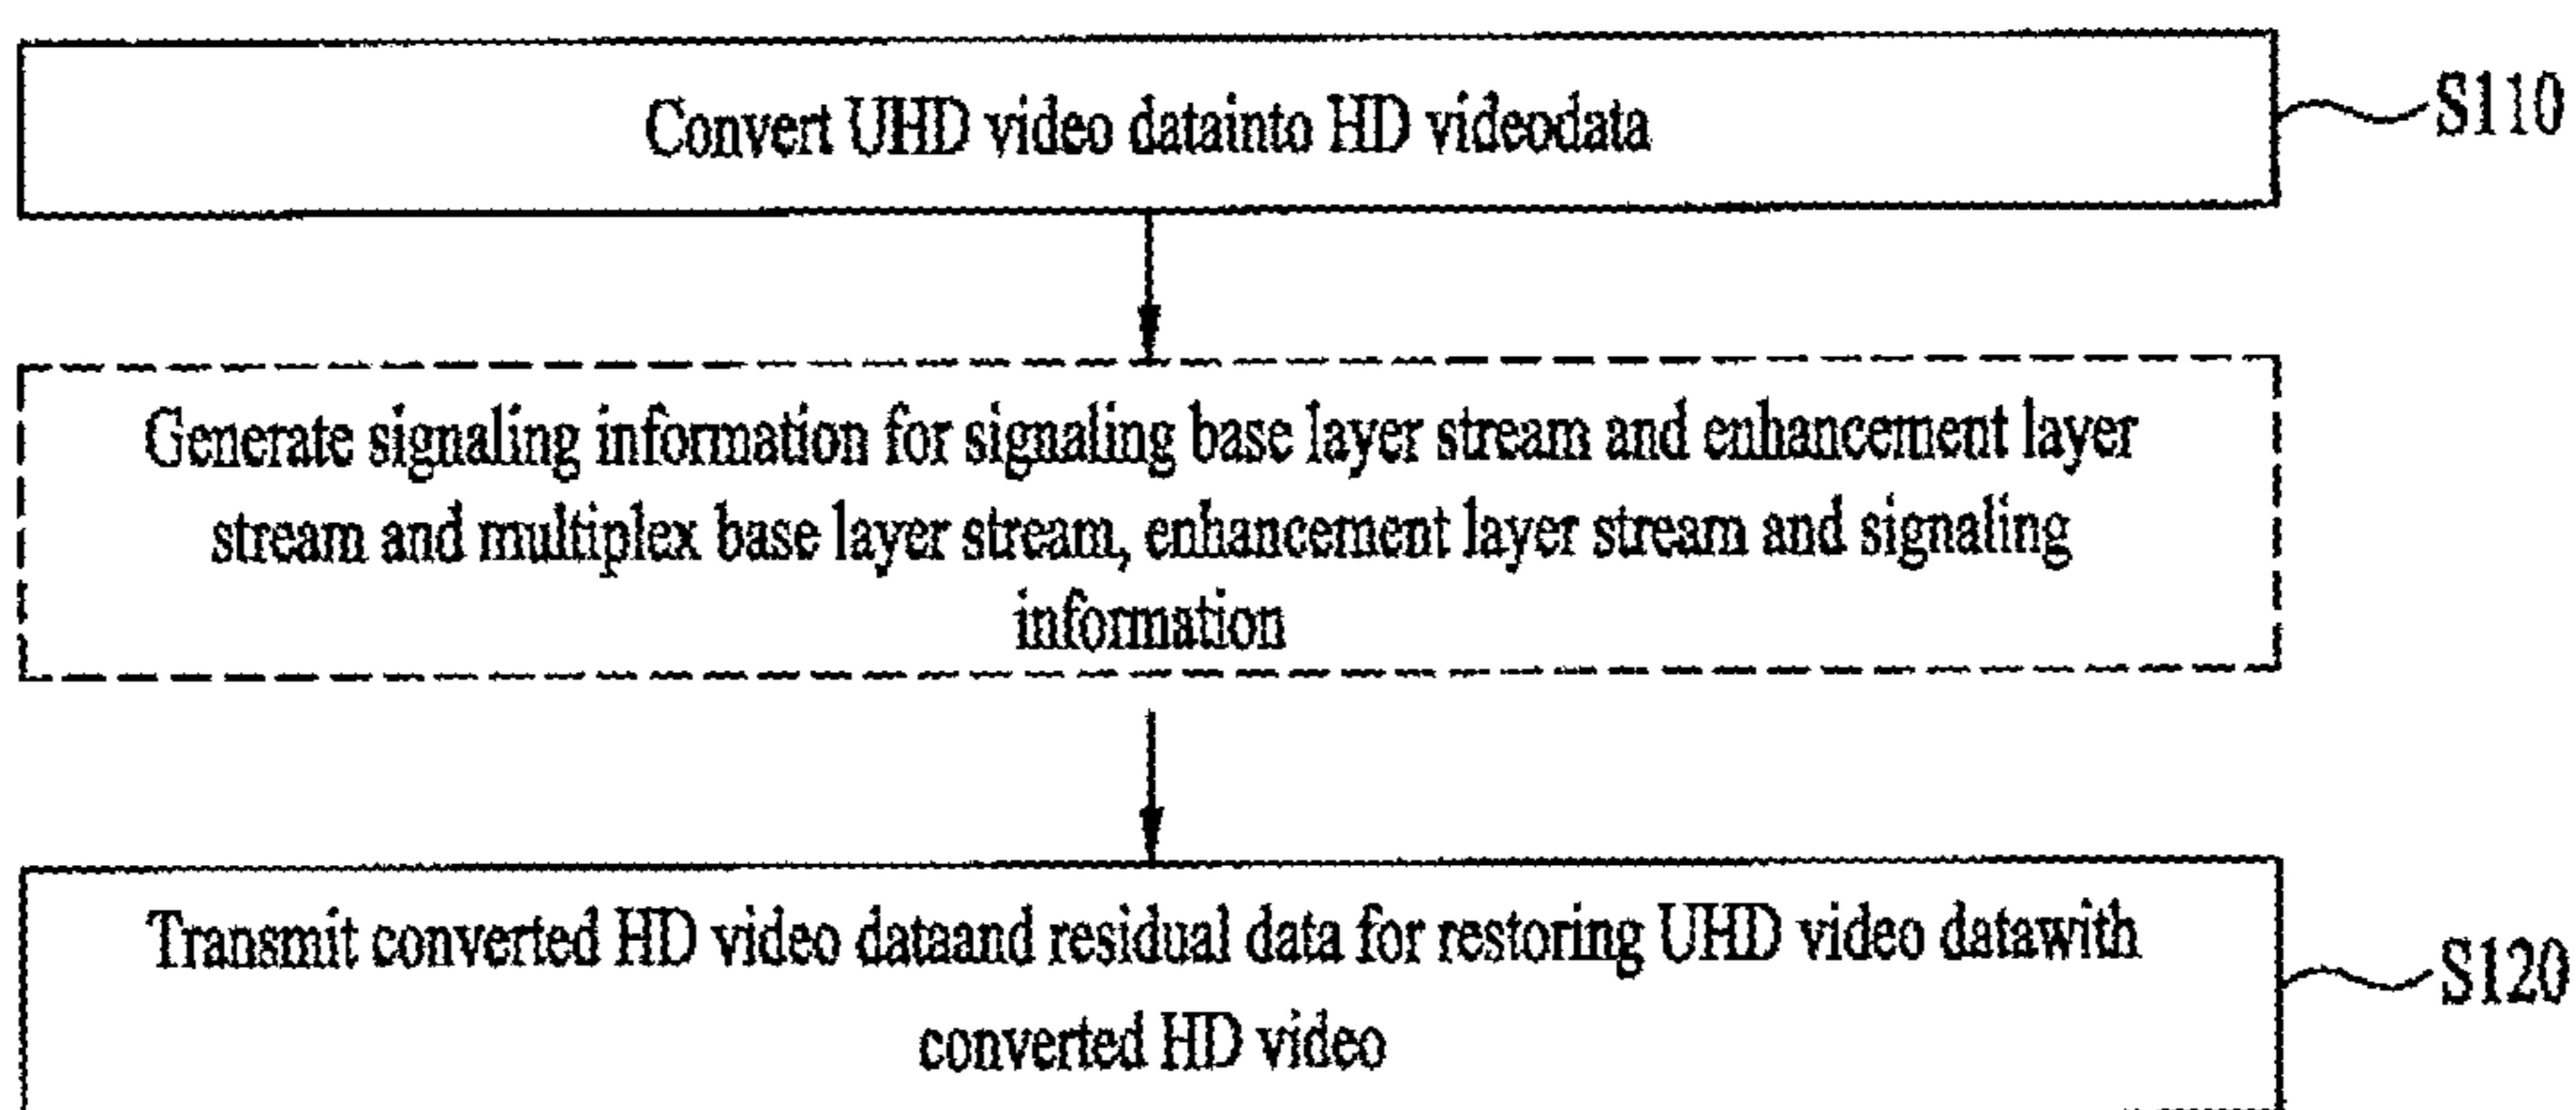 Convert UHD video datainto HD videodata
S110
Generate signaling information for signaling base layer stream and enhancement layer
stream and multiplex base layer stream, enhancement layer stream and signaling
information
Transmit converted HD video dataand residual data for restoring UHD video datawith
converted HD video
S120